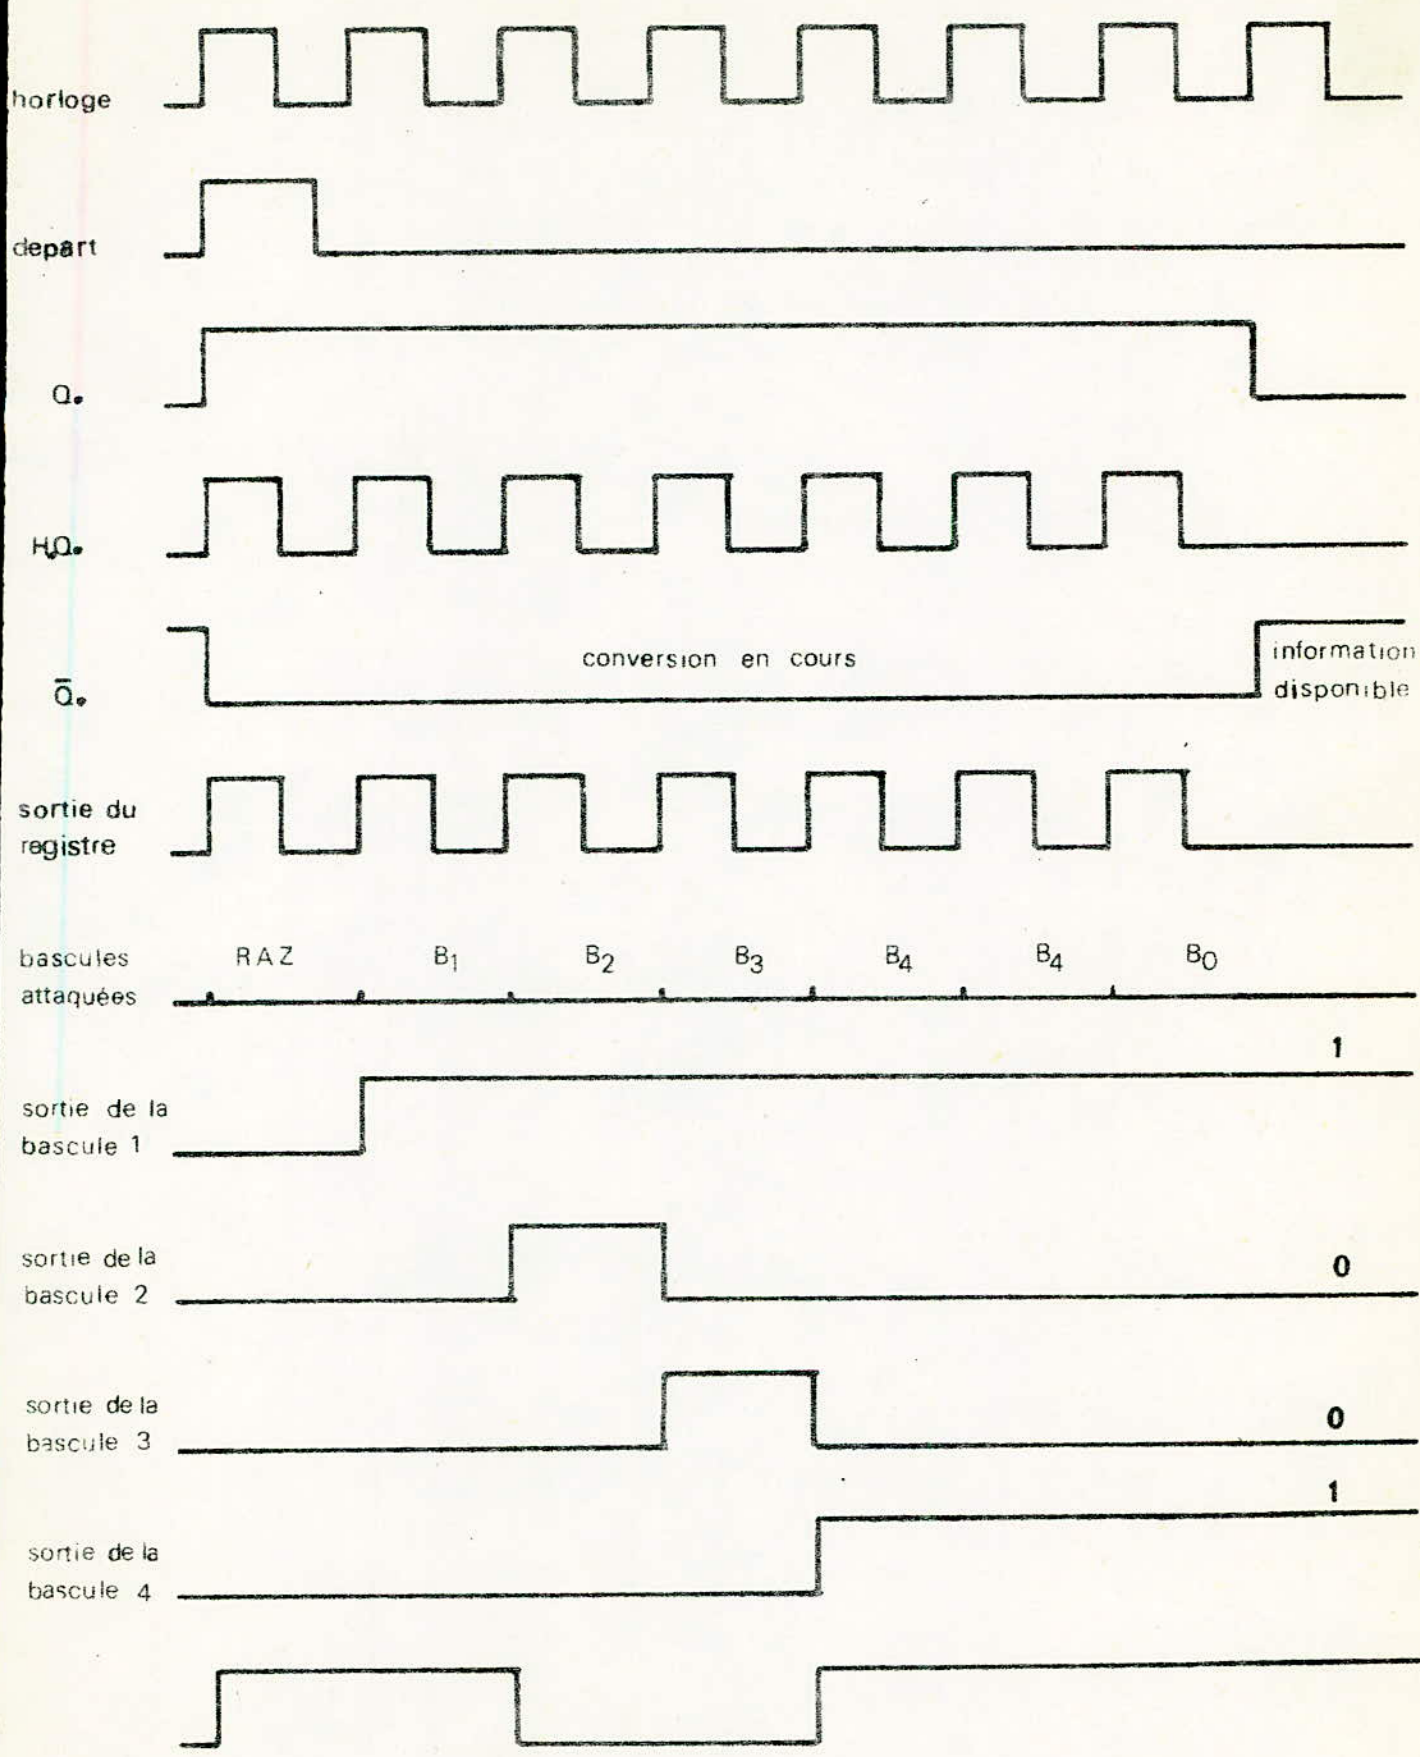 horloge
depart
Q.
H,Q.
conversion en cours
information
disponible
Q̄.
sortie du
registre
bascules
attaquées
RAZ B1 B2 B3 B4 B4 B0
1
sortie de la
bascule 1
sortie de la
bascule 2
0
sortie de la
bascule 3
0
1
sortie de la
bascule 4